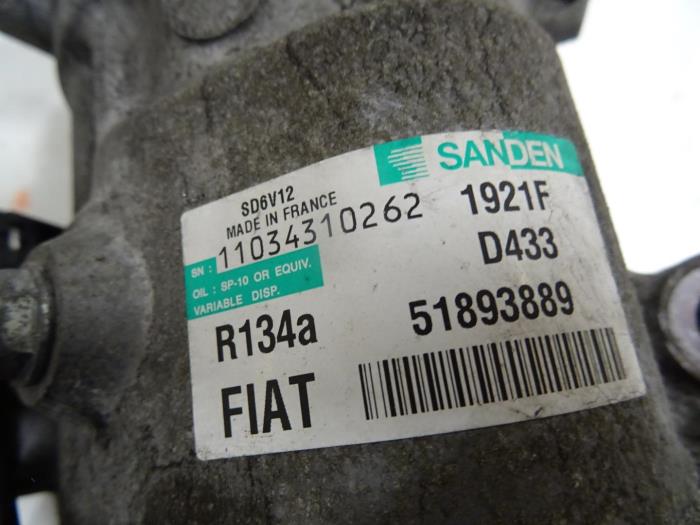 SANDEN
SD6V12
MADE IN FRANCE
1921F
SN : 11034310262
D433
OIL : SP-10 OR EQUIV.
VARIABLE DISP.
R134a
51893889
FIAT